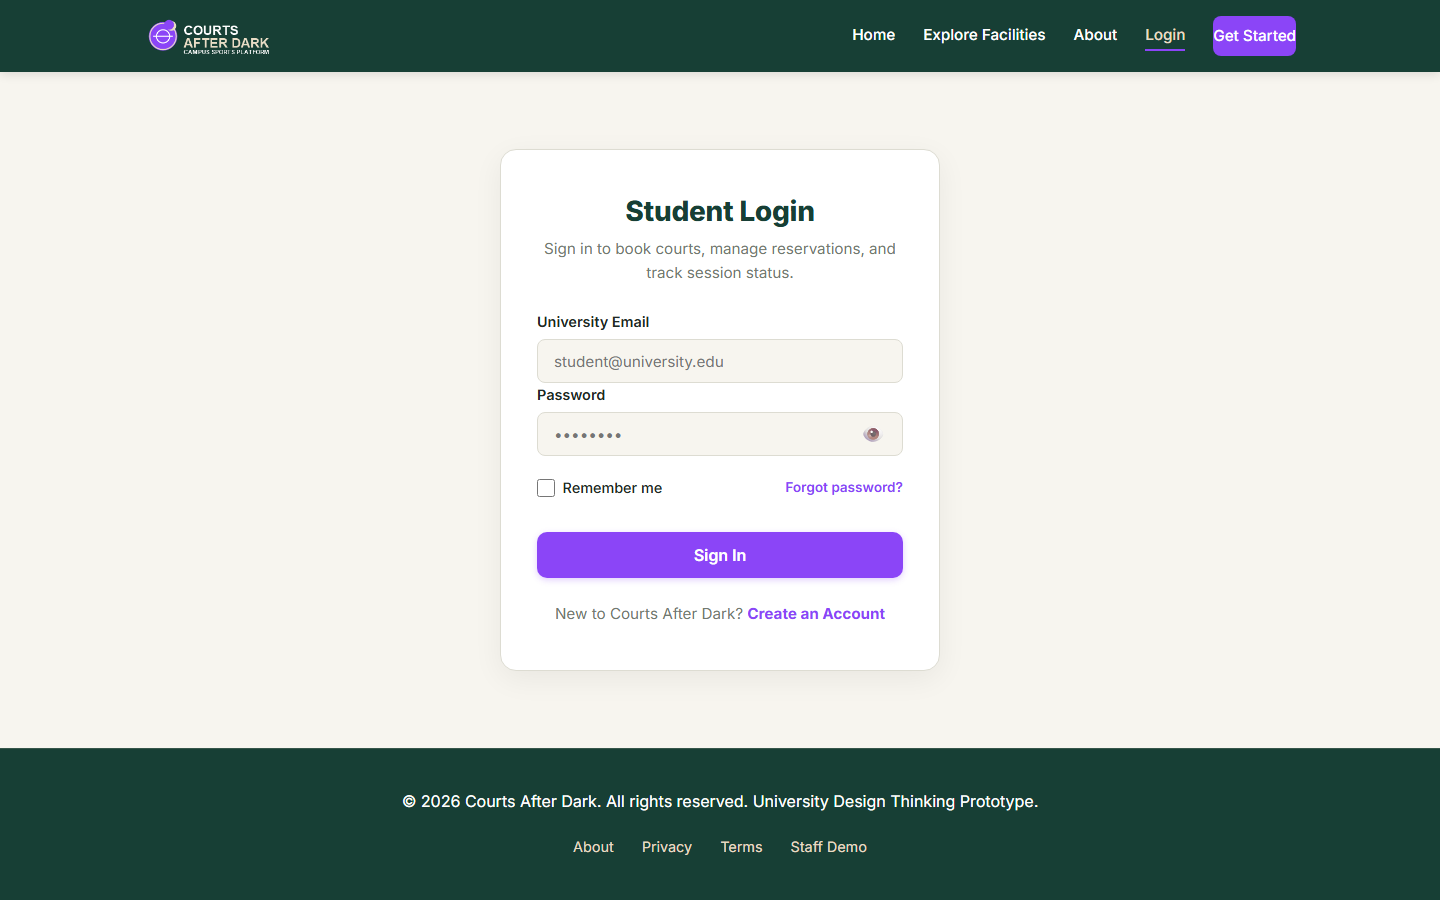 COURTS
AFTER DARK
CAMPUS SPORTS PLATFORM
Home
Explore Facilities
About
Login
Get Started
Student Login
Sign in to book courts, manage reservations, and
track session status.
University Email
student@university.edu
Password
••••••••
Remember me
Forgot password?
Sign In
New to Courts After Dark? Create an Account
© 2026 Courts After Dark. All rights reserved. University Design Thinking Prototype.
About
Privacy
Terms
Staff Demo